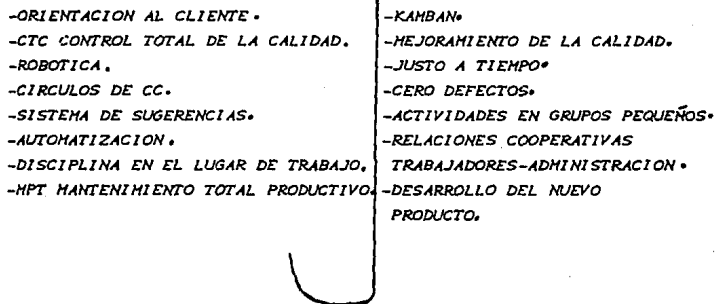 -ORIENTACION AL CLIENTE.
-CTC CONTROL TOTAL DE LA CALIDAD.
-ROBOTICA.
-CIRCULOS DE CC.
-SISTEMA DE SUGERENCIAS.
-AUTOMATIZACION.
-DISCIPLINA EN EL LUGAR DE TRABAJO.
-MPT MANTENIMIENTO TOTAL PRODUCTIVO.
-KAMBAN.
-MEJORAMIENTO DE LA CALIDAD.
-JUSTO A TIEMPO.
-CERO DEFECTOS.
-ACTIVIDADES EN GRUPOS PEQUEÑOS.
-RELACIONES COOPERATIVAS
TRABAJADORES-ADMINISTRACION.
-DESARROLLO DEL NUEVO
PRODUCTO.